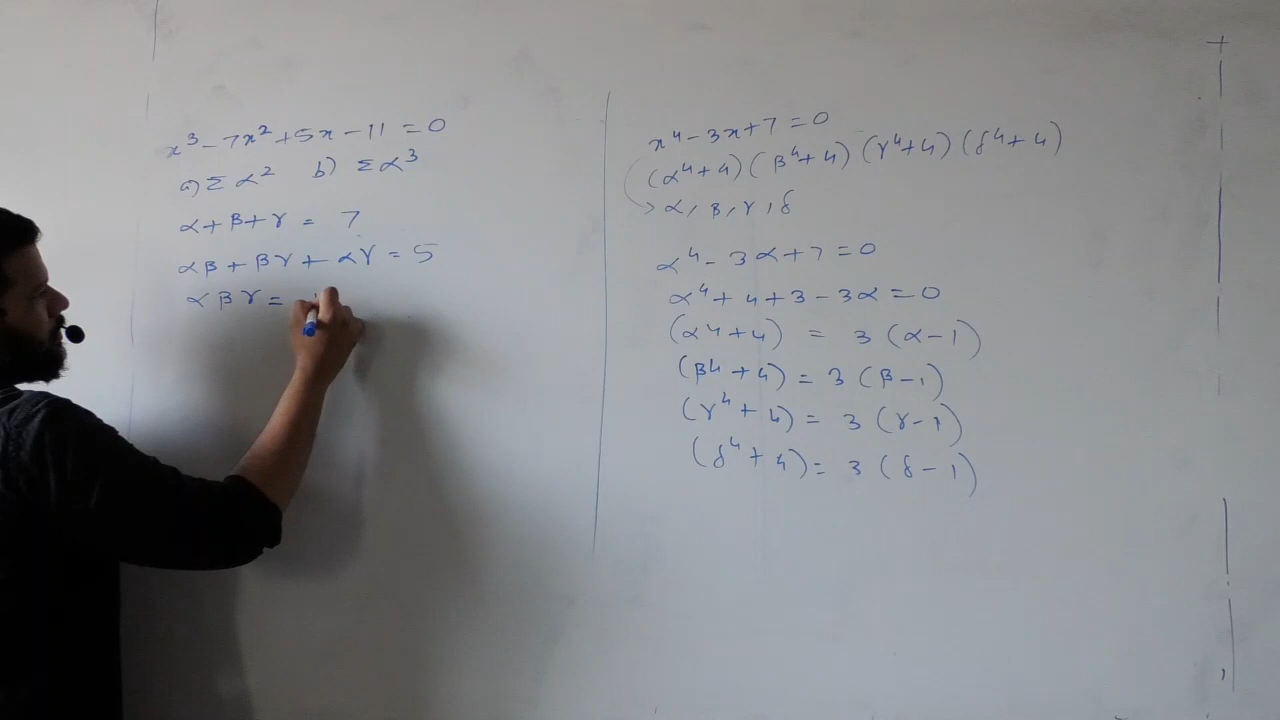 x³ - 7x² + 5x - 11 = 0
a) Σ α² b) Σ α³
α + β + γ = 7
αβ + βγ + αγ = 5
αβγ =
x⁴ - 3x + 7 = 0
(α⁴ + 4) (β⁴ + 4) (γ⁴ + 4) (δ⁴ + 4)
α, β, γ, δ
α⁴ - 3α + 7 = 0
α⁴ + 4 + 3 - 3α = 0
(α⁴ + 4) = 3 (α - 1)
(β⁴ + 4) = 3 (β - 1)
(γ⁴ + 4) = 3 (γ - 1)
(δ⁴ + 4) = 3 (δ - 1)